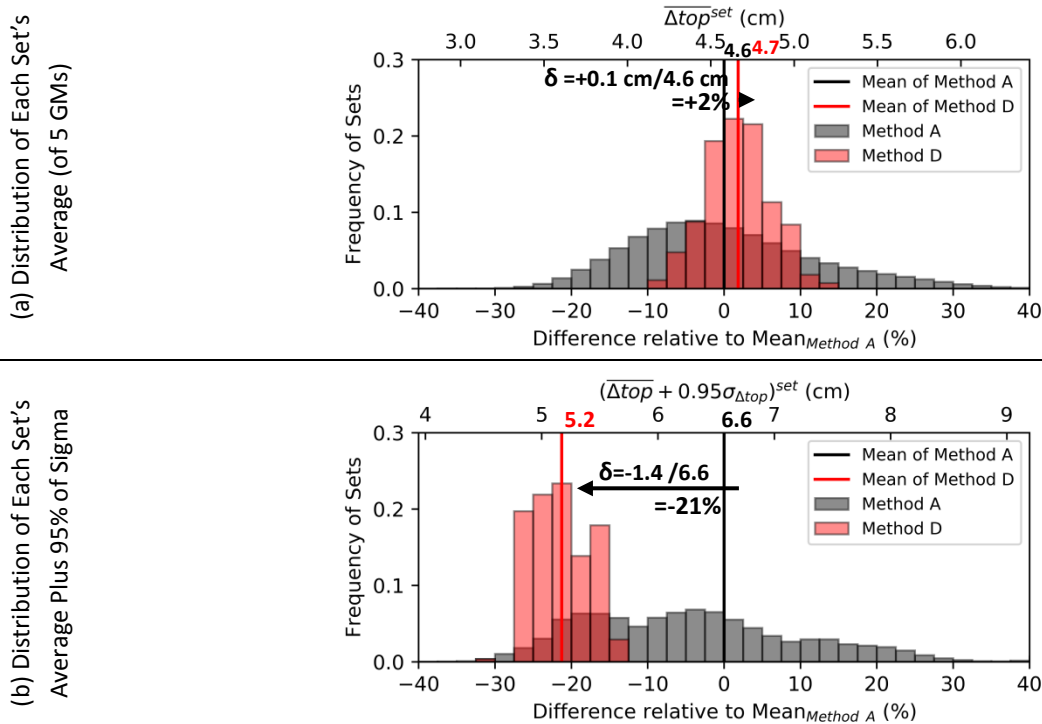 (a) Distribution of Each Set's
Average (of 5 GMs)
Δtop^set (cm)
3.0 3.5 4.0 4.5 5.0 5.5 6.0
4.6 4.7
δ =+0.1 cm/4.6 cm
=+2%
Mean of Method A
Mean of Method D
Method A
Method D
Frequency of Sets
0.3
0.2
0.1
0.0
−40 −30 −20 −10 0 10 20 30 40
Difference relative to Mean_Method A (%)
(b) Distribution of Each Set's
Average Plus 95% of Sigma
(Δtop + 0.95σ_Δtop)^set (cm)
4 5 6 7 8 9
5.2 6.6
δ=-1.4 /6.6
=-21%
Mean of Method A
Mean of Method D
Method A
Method D
Frequency of Sets
0.3
0.2
0.1
0.0
−40 −30 −20 −10 0 10 20 30 40
Difference relative to Mean_Method A (%)